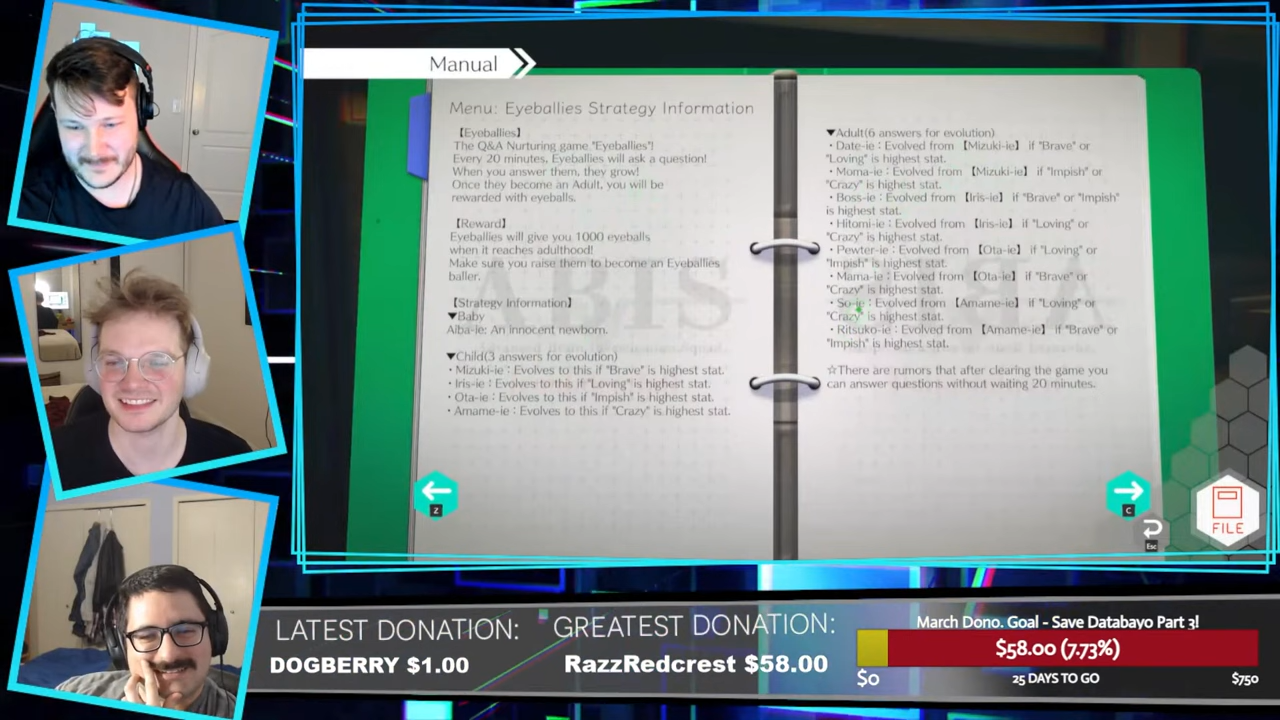 Manual
Menu: Eyeballies Strategy Information
【Eyeballies】
The Q&A Nurturing game "Eyeballies"!
Every 20 minutes, Eyeballies will ask a question!
When you answer them, they grow!
Once they become an Adult, you will be
rewarded with eyeballs.
【Reward】
Eyeballies will give you 1000 eyeballs
when it reaches adulthood!
Make sure you raise them to become an Eyeballies
baller.
【Strategy Information】
▼Baby
Aiba-ie: An innocent newborn.
▼Child(3 answers for evolution)
・Mizuki-ie : Evolves to this if "Brave" is highest stat.
・Iris-ie : Evolves to this if "Loving" is highest stat.
・Ota-ie : Evolves to this if "Impish" is highest stat.
・Amame-ie : Evolves to this if "Crazy" is highest stat.
▼Adult(6 answers for evolution)
・Date-ie : Evolved from 【Mizuki-ie】 if "Brave" or
"Loving" is highest stat.
・Moma-ie : Evolved from 【Mizuki-ie】 if "Impish" or
"Crazy" is highest stat.
・Boss-ie : Evolved from 【Iris-ie】 if "Brave" or "Impish"
is highest stat.
・Hitomi-ie : Evolved from 【Iris-ie】 if "Loving" or
"Crazy" is highest stat.
・Pewter-ie : Evolved from 【Ota-ie】 if "Loving" or
"Impish" is highest stat.
・Mama-ie : Evolved from 【Ota-ie】 if "Brave" or
"Crazy" is highest stat.
・So-ie : Evolved from 【Amame-ie】 if "Loving" or
"Crazy" is highest stat.
・Ritsuko-ie : Evolved from 【Amame-ie】 if "Brave" or
"Impish" is highest stat.
☆There are rumors that after clearing the game you
can answer questions without waiting 20 minutes.
ABIS
Z
C
Esc
FILE
LATEST DONATION:
DOGBERRY $1.00
GREATEST DONATION:
RazzRedcrest $58.00
March Dono. Goal - Save Databayo Part 3!
$58.00 (7.73%)
$0
25 DAYS TO GO
$750